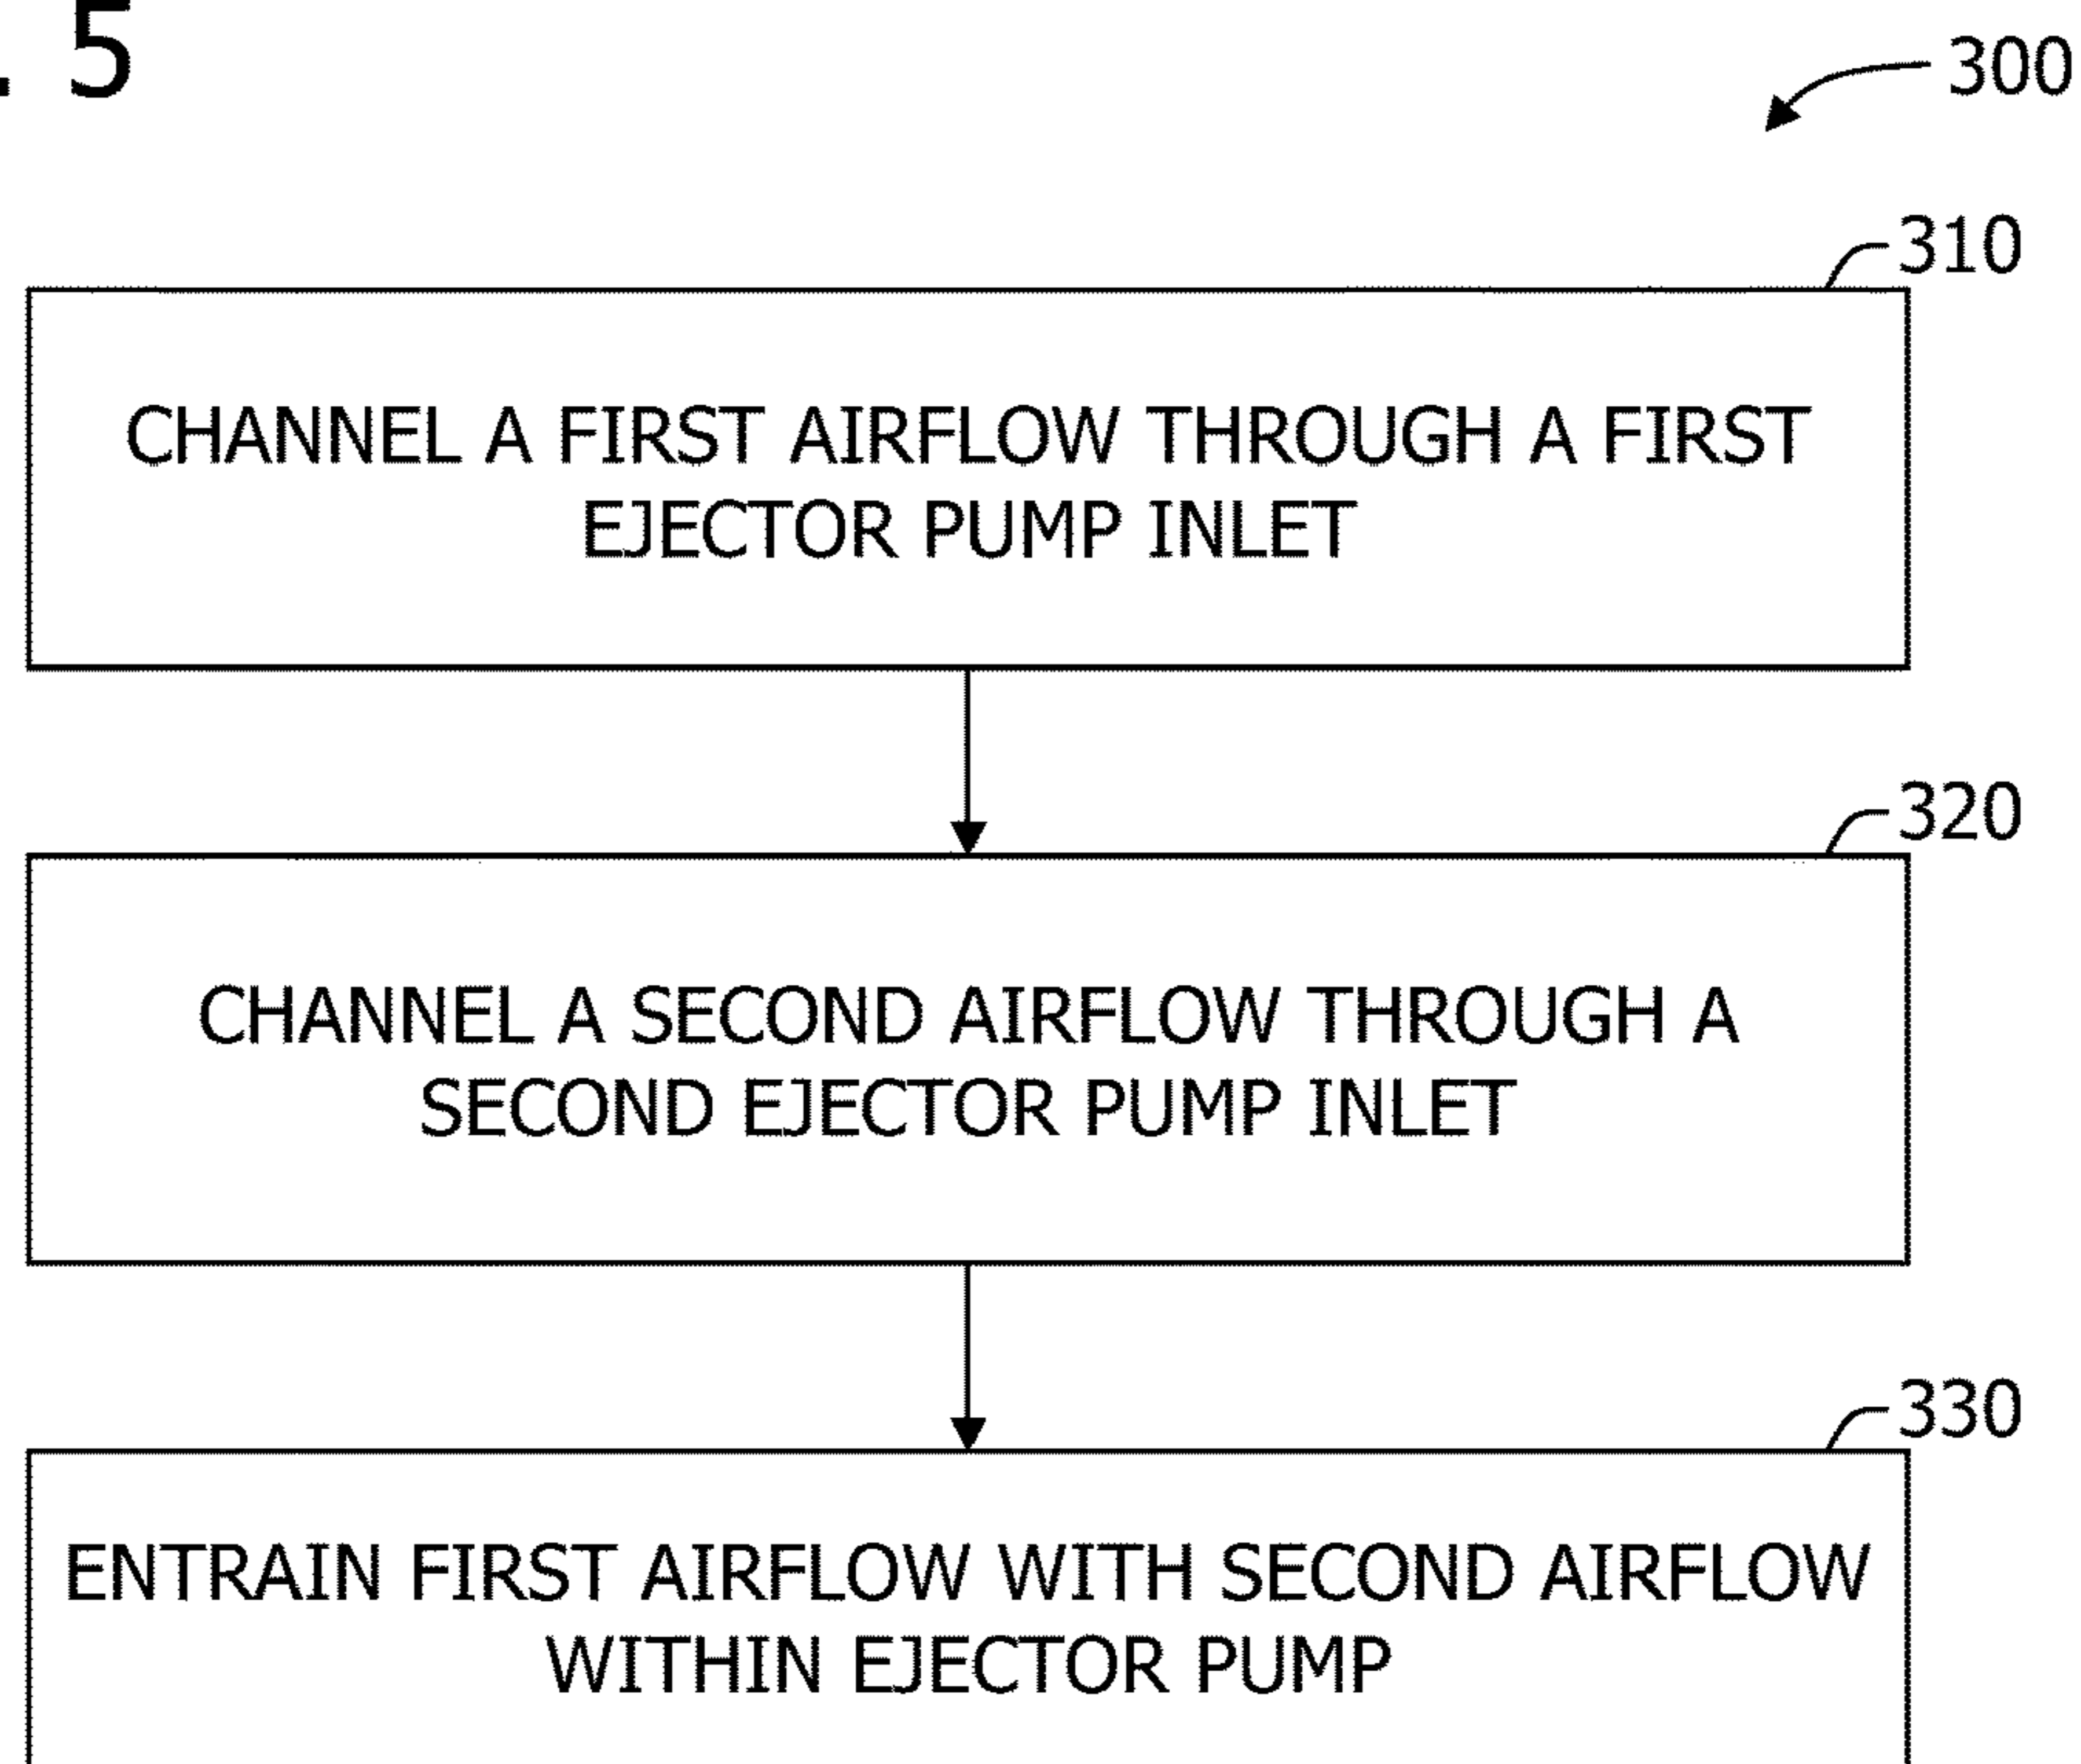 . 5
300
310
CHANNEL A FIRST AIRFLOW THROUGH A FIRST
EJECTOR PUMP INLET
320
CHANNEL A SECOND AIRFLOW THROUGH A
SECOND EJECTOR PUMP INLET
330
ENTRAIN FIRST AIRFLOW WITH SECOND AIRFLOW
WITHIN EJECTOR PUMP